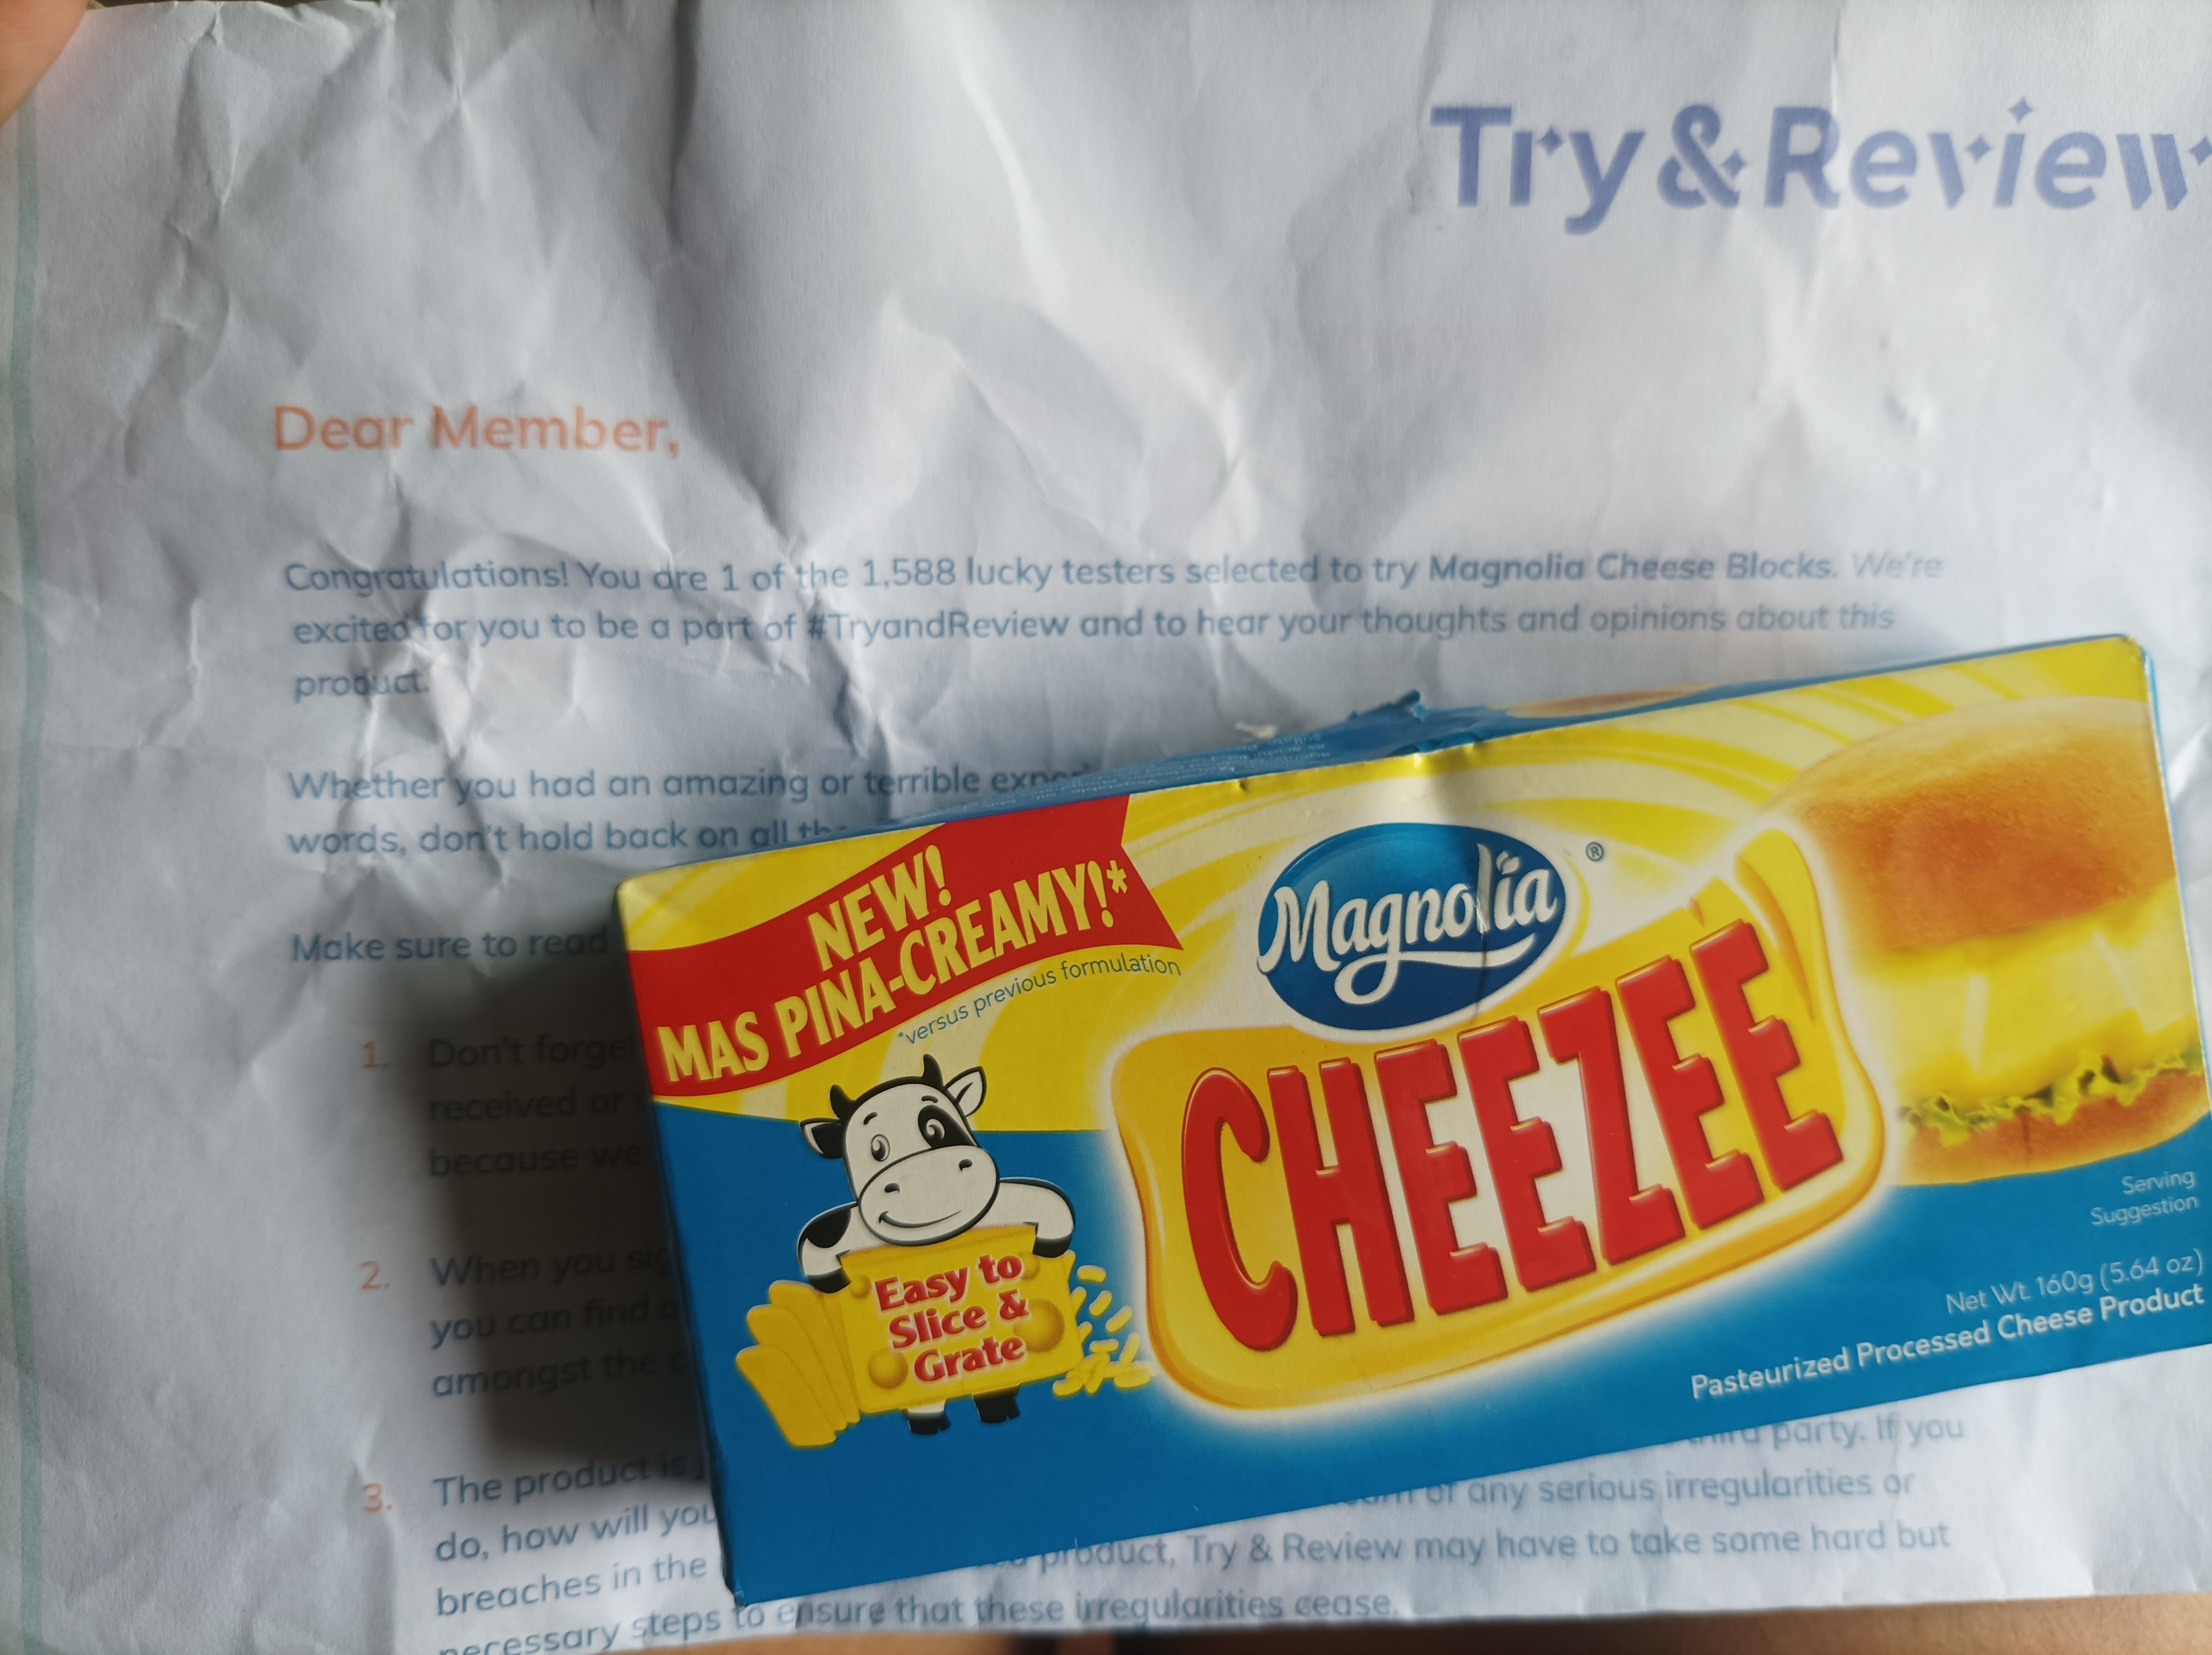 Try & Review
Dear Member,
Congratulations! You are 1 of the 1,588 lucky testers selected to try Magnolia Cheese Blocks. We're
excited for you to be a part of #TryandReview and to hear your thoughts and opinions about this
product.
Whether you had an amazing or terrible
words, don't hold back on all
Make sure to read
1. Don't
received or
because we
2. When you
you can find
amongst the
3. The product is
do, how will you
breaches in the
party. If you
of any serious irregularities or
product, Try & Review may have to take some hard but
necessary steps to ensure that these irregularities cease.
NEW!
MAS PINA-CREAMY!*
*versus previous formulation
Magnolia ®
CHEEZEE
Easy to
Slice &
Grate
Serving
Suggestion
Net Wt. 160g (5.64 oz)
Pasteurized Processed Cheese Product